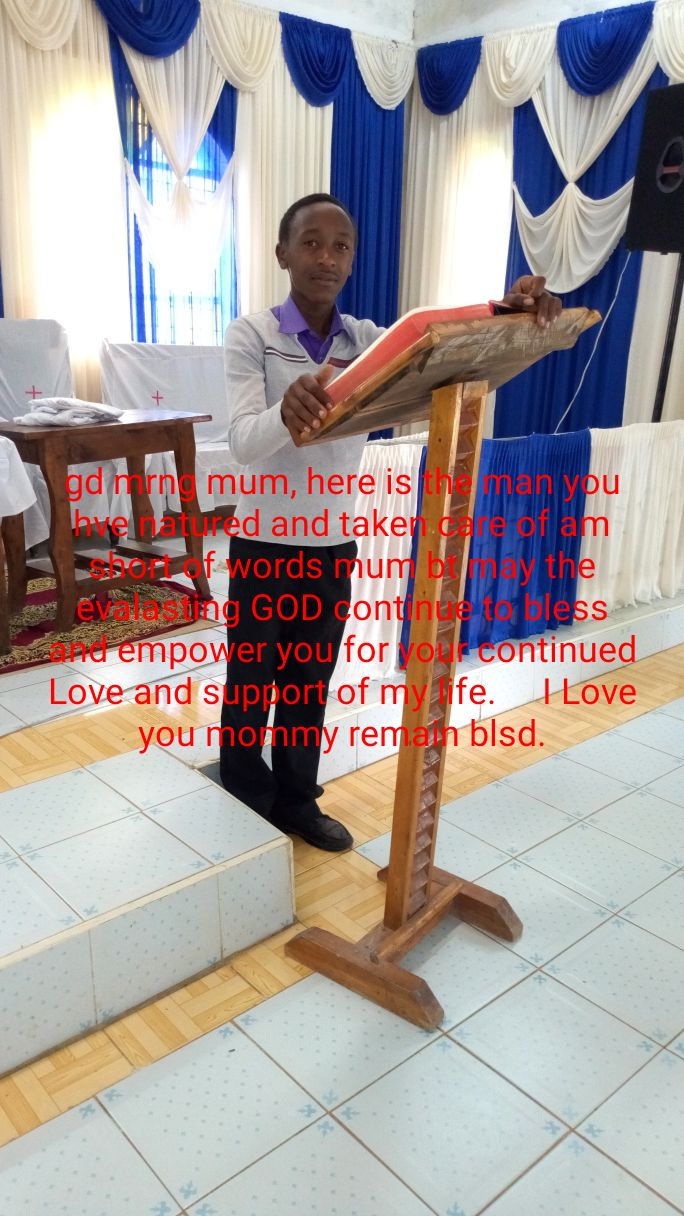 gd mrng mum, here is the man you
hve natured and taken care of am
short of words mum bt may the
evalasting GOD continue to bless
and empower you for your continued
Love and support of my life.     I Love
you mommy remain blsd.